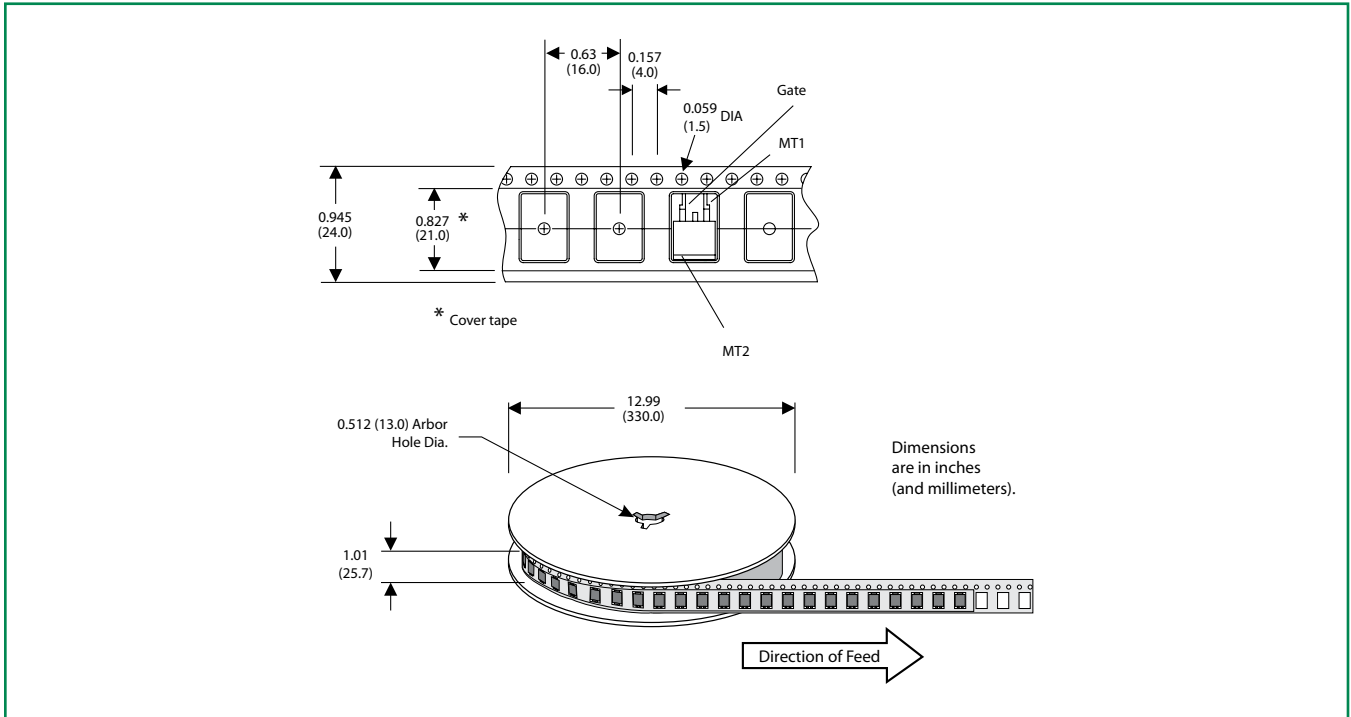 0.63
(16.0)
0.157
(4.0)
0.059 DIA
(1.5)
Gate
MT1
0.945
(24.0)
0.827 *
(21.0)
* Cover tape
MT2
12.99
(330.0)
0.512 (13.0) Arbor
Hole Dia.
Dimensions
are in inches
(and millimeters).
1.01
(25.7)
Direction of Feed